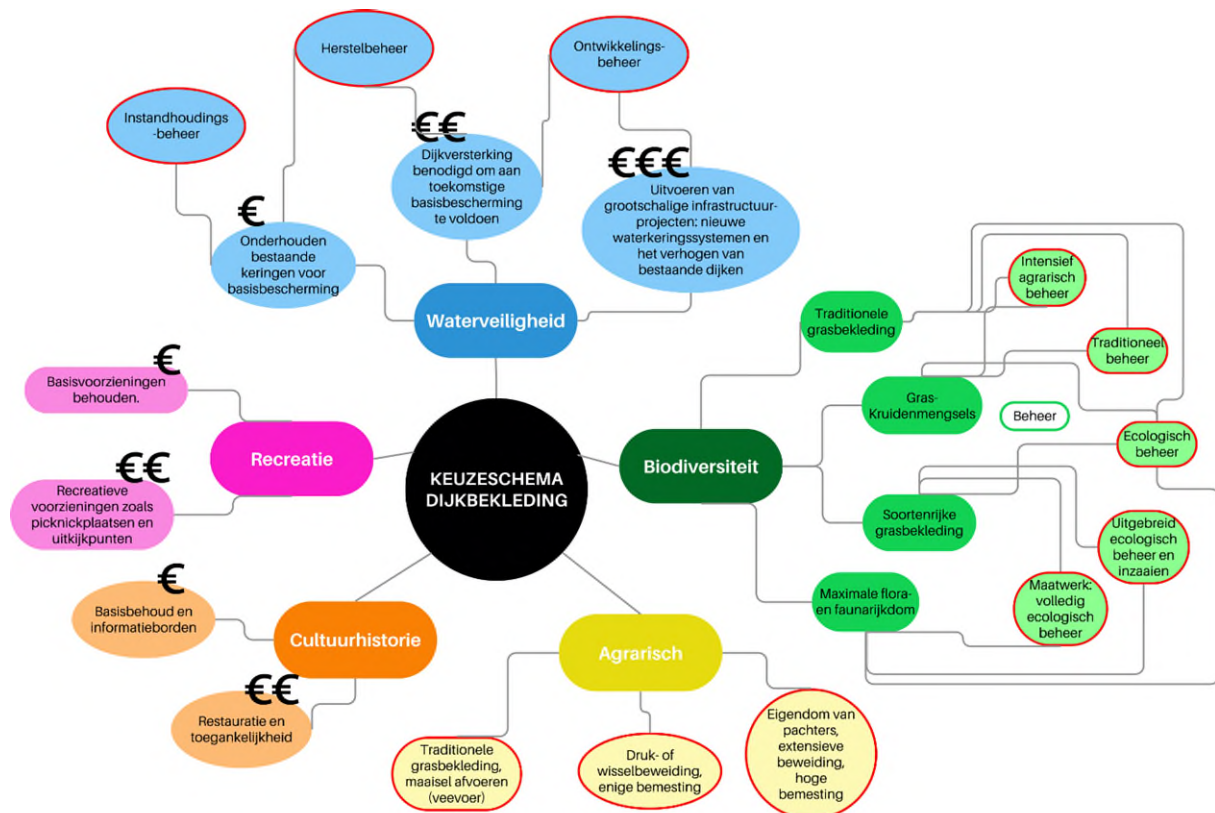 Herstelbeheer
Ontwikkelings-
beheer
Instandhoudings
-beheer
€€
Dijkversterking
benodigd om aan
toekomstige
basisbescherming
te voldoen
€€€
Uitvoeren van
grootschalige infrastructuur-
projecten: nieuwe
waterkeringssystemen en
het verhogen van
bestaande dijken
€
Onderhouden
bestaande
keringen voor
basisbescherming
Waterveiligheid
€
Basisvoorzieningen
behouden.
Recreatie
€€
Recreatieve
voorzieningen zoals
picknickplaatsen en
uitkijkpunten
KEUZESCHEMA
DIJKBEKLEDING
Biodiversiteit
Traditionele
grasbekleding
Gras-
Kruidenmengsels
Soortenrijke
grasbekleding
Maximale flora-
en faunarijkdom
Intensief
agrarisch
beheer
Traditioneel
beheer
Beheer
Ecologisch
beheer
Uitgebreid
ecologisch
beheer en
inzaaien
Maatwerk:
volledig
ecologisch
beheer
€
Basisbehoud en
informatieborden
Cultuurhistorie
€€
Restauratie en
toegankelijkheid
Agrarisch
Traditionele
grasbekleding,
maaisel afvoeren
(veevoer)
Druk- of
wisselbeweiding,
enige bemesting
Eigendom van
pachters,
extensieve
beweiding,
hoge
bemesting